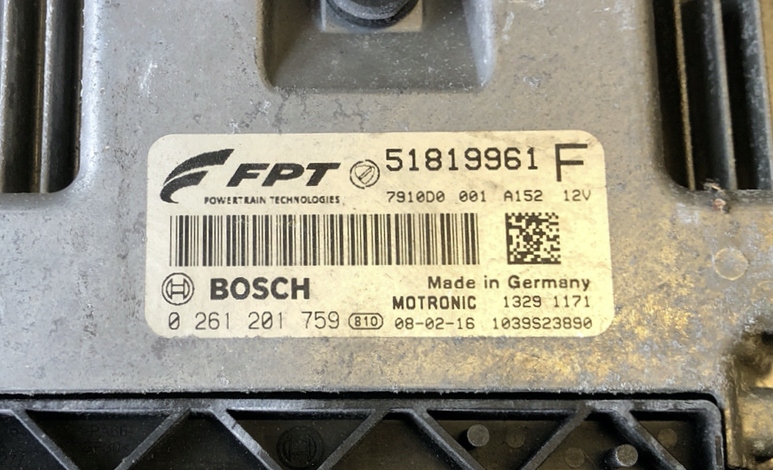 FPT 51819961 F
POWERTRAIN TECHNOLOGIES 7910D0 001 A152 12V
BOSCH Made in Germany
MOTRONIC 1329 1171
0 261 201 759 810 08-02-16 1039S23890